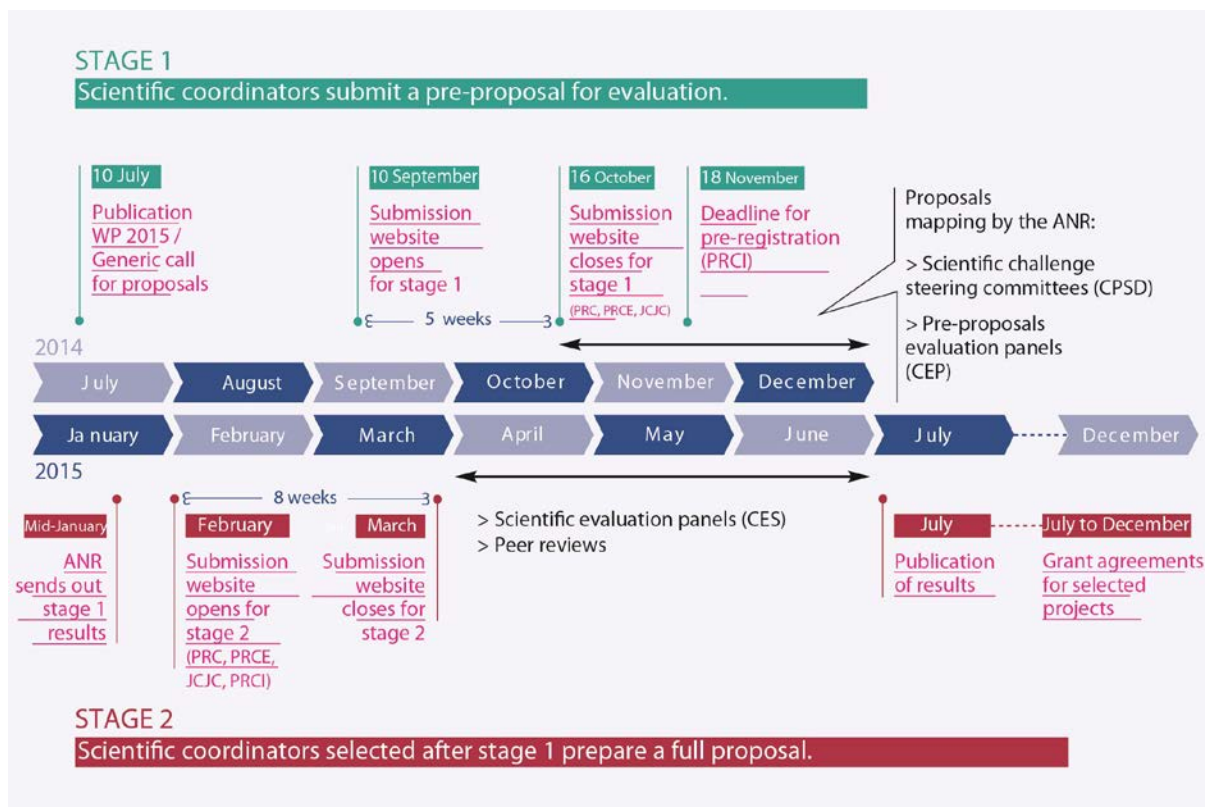 STAGE 1
Scientific coordinators submit a pre-proposal for evaluation.
10 July
Publication
WP 2015 /
Generic call
for proposals
10 September
Submission
website
opens
for stage 1
16 October
Submission
website
closes for
stage 1
(PRC, PRCE, JCJC)
18 November
Deadline for
pre-registration
(PRCI)
Proposals
mapping by the ANR:
> Scientific challenge
steering committees (CPSD)
> Pre-proposals
evaluation panels
(CEP)
5 weeks
2014
July
August
September
October
November
December
January
February
March
April
May
June
July
December
2015
8 weeks
Mid-January
ANR
sends out
stage 1
results
February
Submission
website
opens for
stage 2
(PRC, PRCE,
JCJC, PRCI)
March
Submission
website
closes for
stage 2
> Scientific evaluation panels (CES)
> Peer reviews
July
Publication
of results
July to December
Grant agreements
for selected
projects
STAGE 2
Scientific coordinators selected after stage 1 prepare a full proposal.